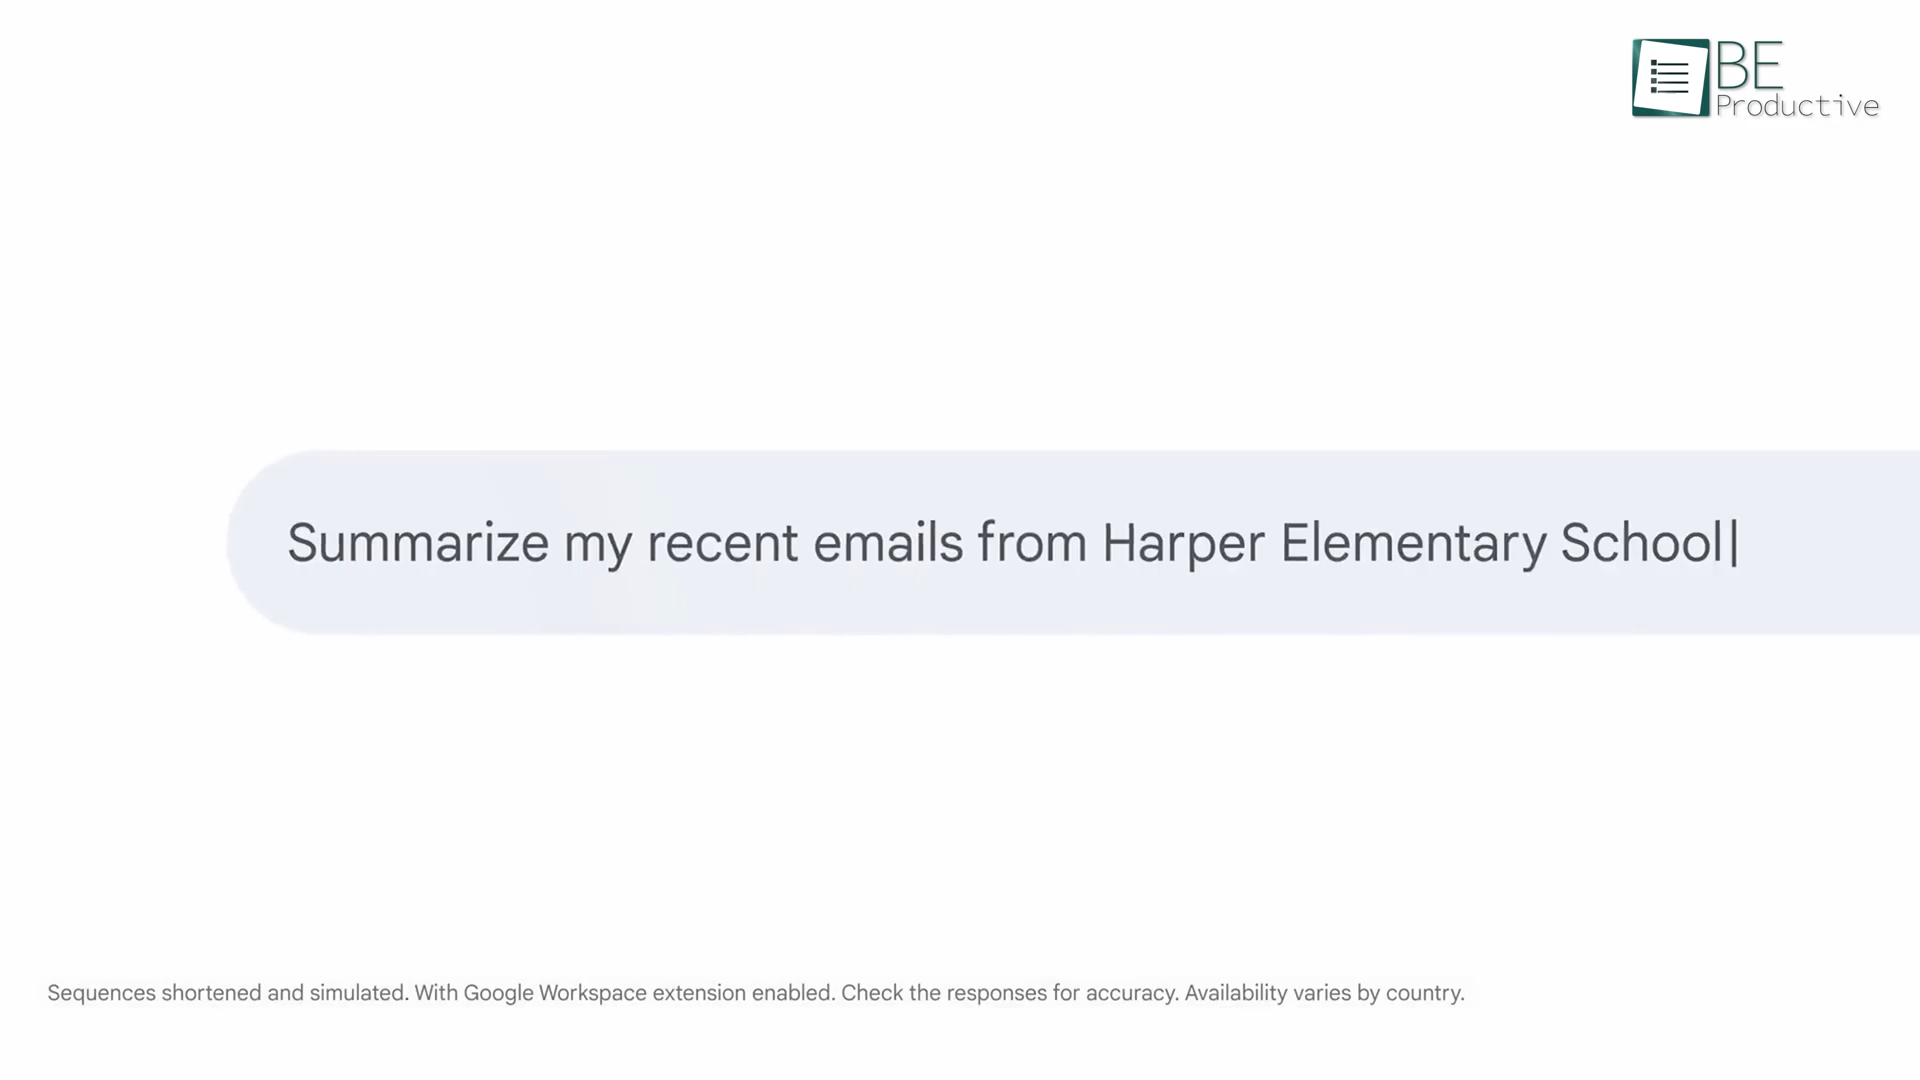 BE
Productive
Summarize my recent emails from Harper Elementary School
Sequences shortened and simulated. With Google Workspace extension enabled. Check the responses for accuracy. Availability varies by country.